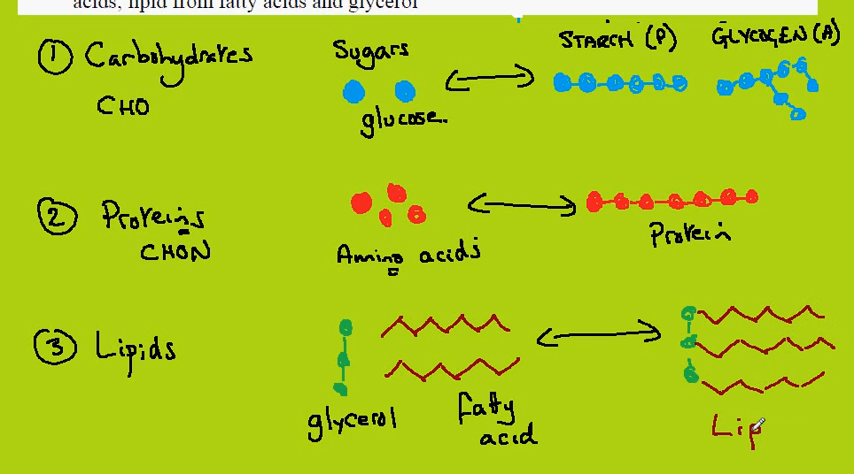 acids, lipid from fatty acids and glycerol
① Carbohydrates Sugars STARCH (P) GLYCOGEN (A)
CHO glucose.
② Proteins
CHON Amino acids Protein
③ Lipids
glycerol fatty acid Lip